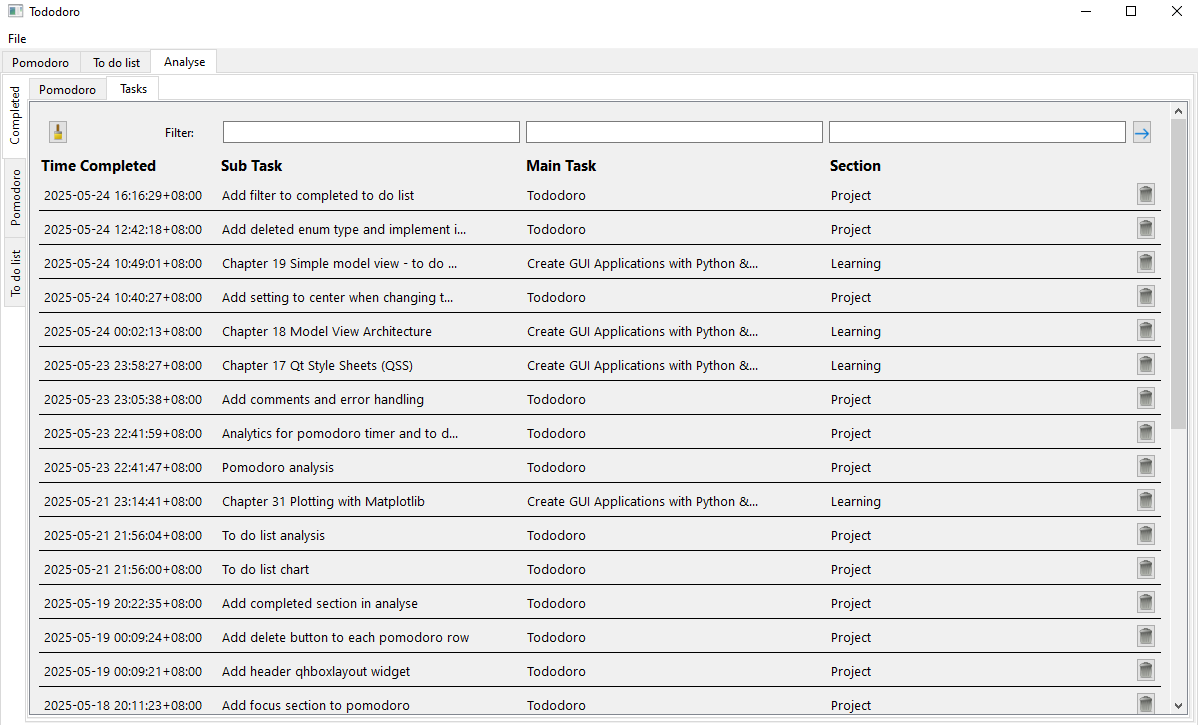 Tododoro
File
Pomodoro To do list Analyse
Pomodoro Tasks
Completed
Pomodoro
To do list
Filter:
Time Completed Sub Task Main Task Section
2025-05-24 16:16:29+08:00 Add filter to completed to do list Tododoro Project
2025-05-24 12:42:18+08:00 Add deleted enum type and implement i... Tododoro Project
2025-05-24 10:49:01+08:00 Chapter 19 Simple model view - to do ... Create GUI Applications with Python &... Learning
2025-05-24 10:40:27+08:00 Add setting to center when changing t... Tododoro Project
2025-05-24 00:02:13+08:00 Chapter 18 Model View Architecture Create GUI Applications with Python &... Learning
2025-05-23 23:58:27+08:00 Chapter 17 Qt Style Sheets (QSS) Create GUI Applications with Python &... Learning
2025-05-23 23:05:38+08:00 Add comments and error handling Tododoro Project
2025-05-23 22:41:59+08:00 Analytics for pomodoro timer and to d... Tododoro Project
2025-05-23 22:41:47+08:00 Pomodoro analysis Tododoro Project
2025-05-21 23:14:41+08:00 Chapter 31 Plotting with Matplotlib Create GUI Applications with Python &... Learning
2025-05-21 21:56:04+08:00 To do list analysis Tododoro Project
2025-05-21 21:56:00+08:00 To do list chart Tododoro Project
2025-05-19 20:22:35+08:00 Add completed section in analyse Tododoro Project
2025-05-19 00:09:24+08:00 Add delete button to each pomodoro row Tododoro Project
2025-05-19 00:09:21+08:00 Add header qhboxlayout widget Tododoro Project
2025-05-18 20:11:23+08:00 Add focus section to pomodoro Tododoro Project